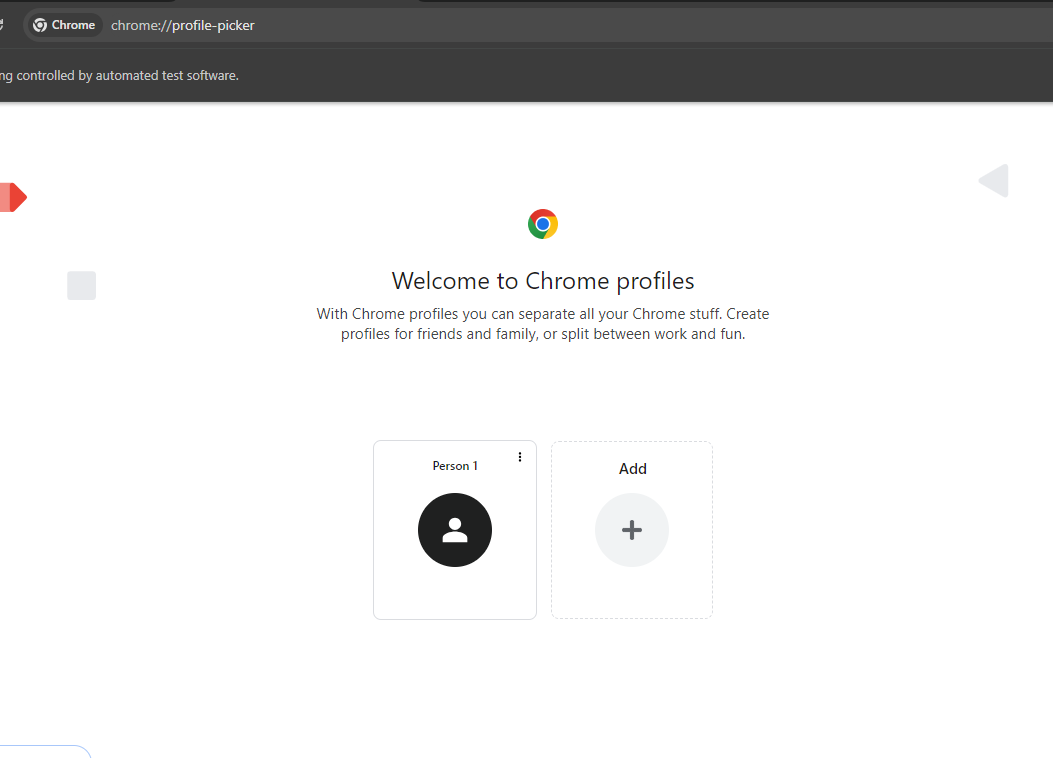 Chrome
chrome://profile-picker
ng controlled by automated test software.
Welcome to Chrome profiles
With Chrome profiles you can separate all your Chrome stuff. Create
profiles for friends and family, or split between work and fun.
Person 1
Add